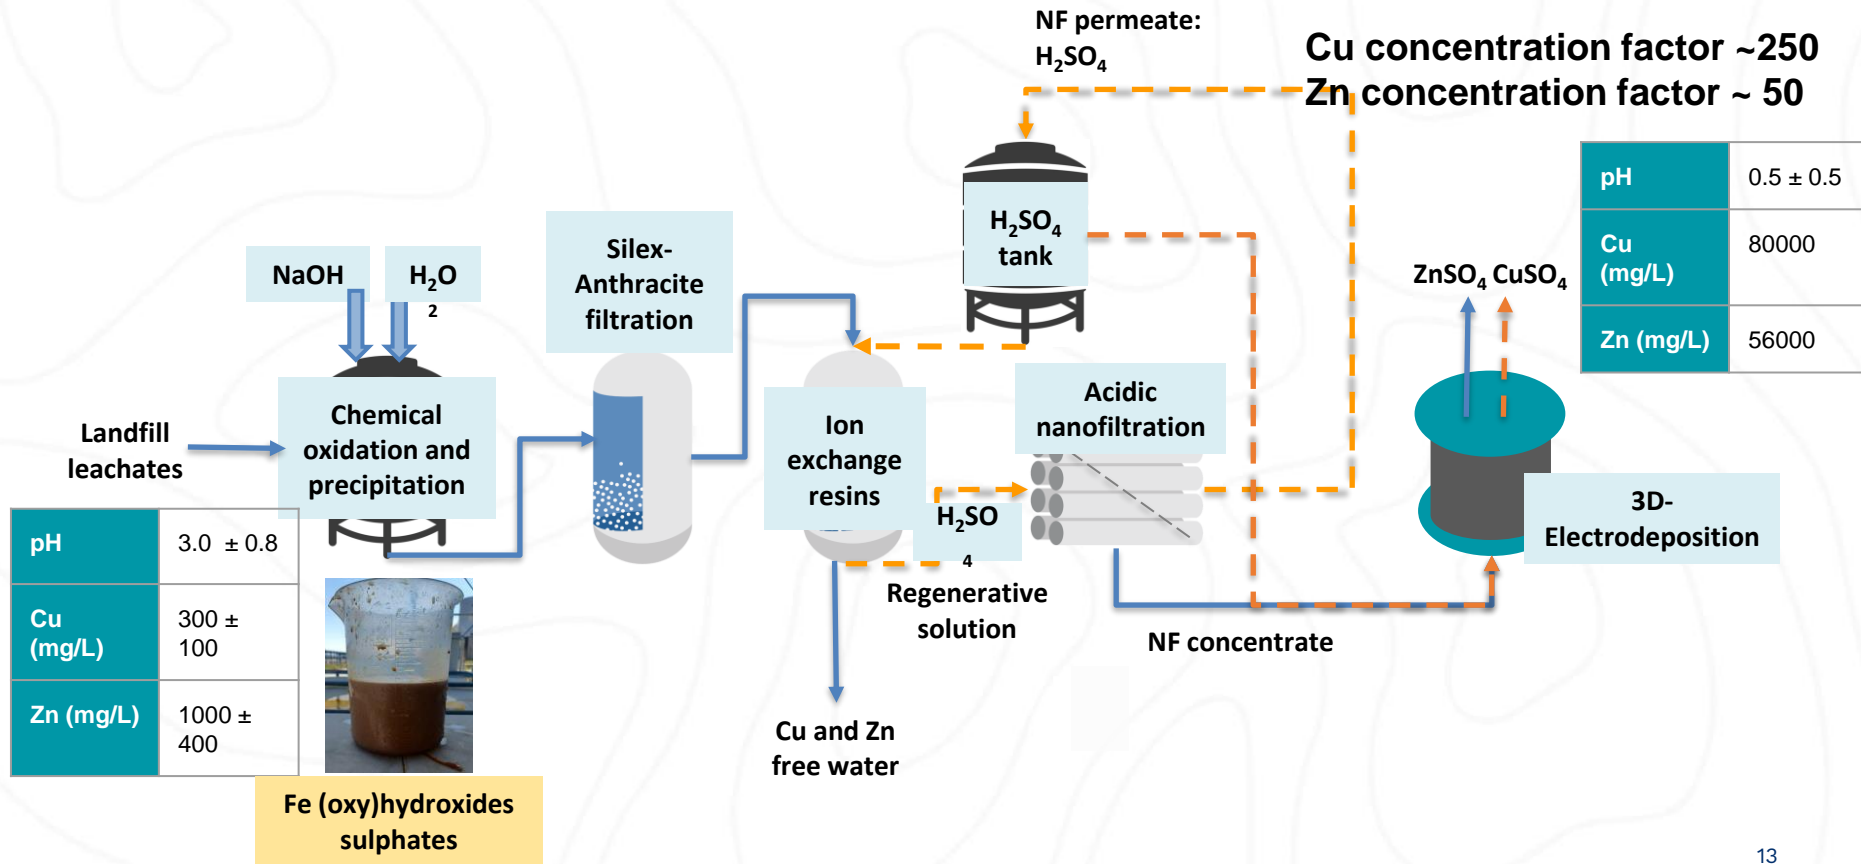 NF permeate:
H₂SO₄
Cu concentration factor ~250
Zn concentration factor ~ 50
pH
0.5 ± 0.5
Cu
(mg/L)
80000
Zn (mg/L)
56000
H₂SO₄
tank
ZnSO₄ CuSO₄
Silex-
Anthracite
filtration
NaOH
H₂O
₂
Landfill
leachates
Chemical
oxidation and
precipitation
Ion
exchange
resins
Acidic
nanofiltration
H₂SO
₄
Regenerative
solution
3D-
Electrodeposition
NF concentrate
pH
3.0 ± 0.8
Cu
(mg/L)
300 ±
100
Zn (mg/L)
1000 ±
400
Cu and Zn
free water
Fe (oxy)hydroxides
sulphates
13